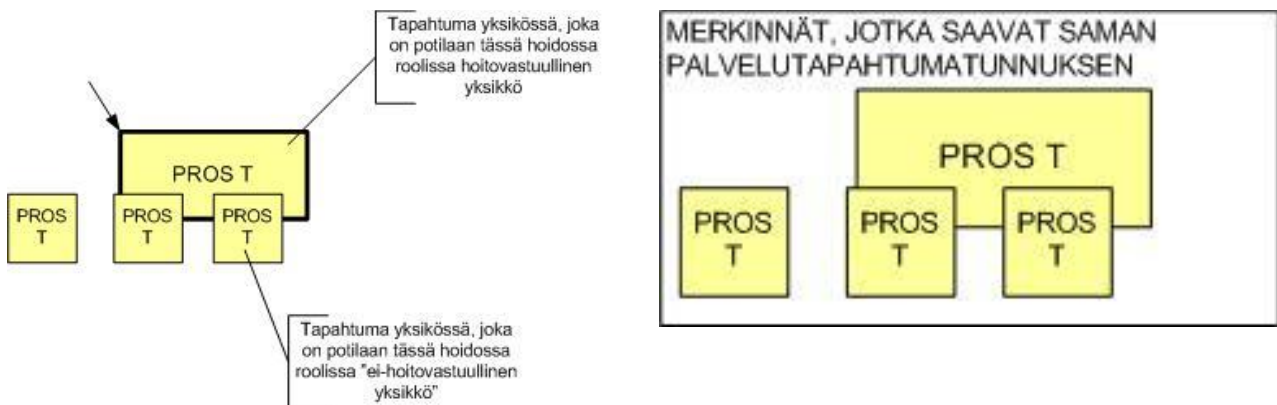 Tapahtuma yksikössä, joka
on potilaan tässä hoidossa
roolissa hoitovastuullinen
yksikkö
PROS T
PROS
T
PROS
T
PROS
T
Tapahtuma yksikössä, joka
on potilaan tässä hoidossa
roolissa "ei-hoitovastuullinen
yksikkö"
MERKINNÄT, JOTKA SAAVAT SAMAN
PALVELUTAPAHTUMATUNNUKSEN
PROS T
PROS
T
PROS
T
PROS
T